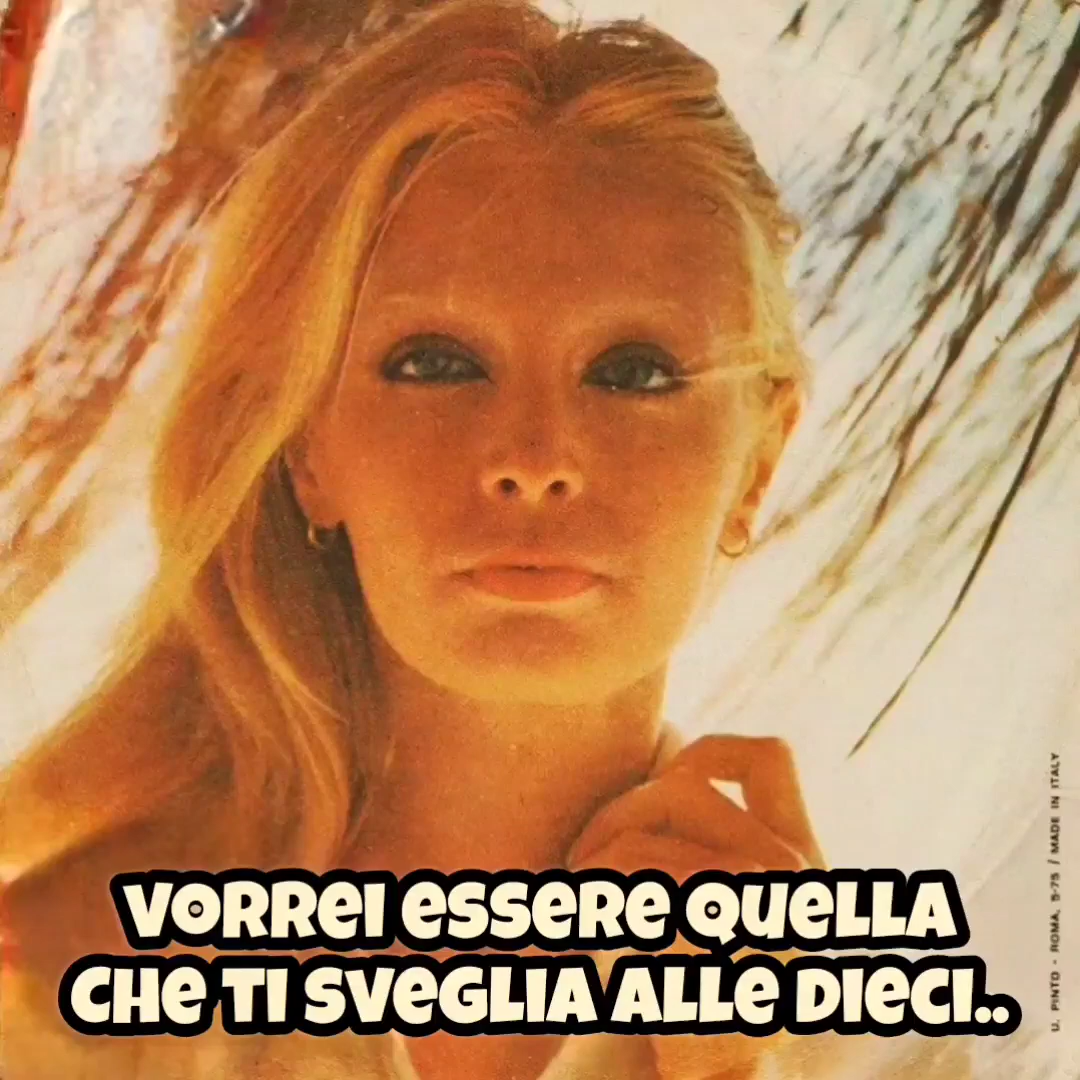 VORREI ESSERE QUELLA
CHE TI SVEGLIA ALLE DIECI..
U. PINTO - ROMA, 5-75 / MADE IN ITALY